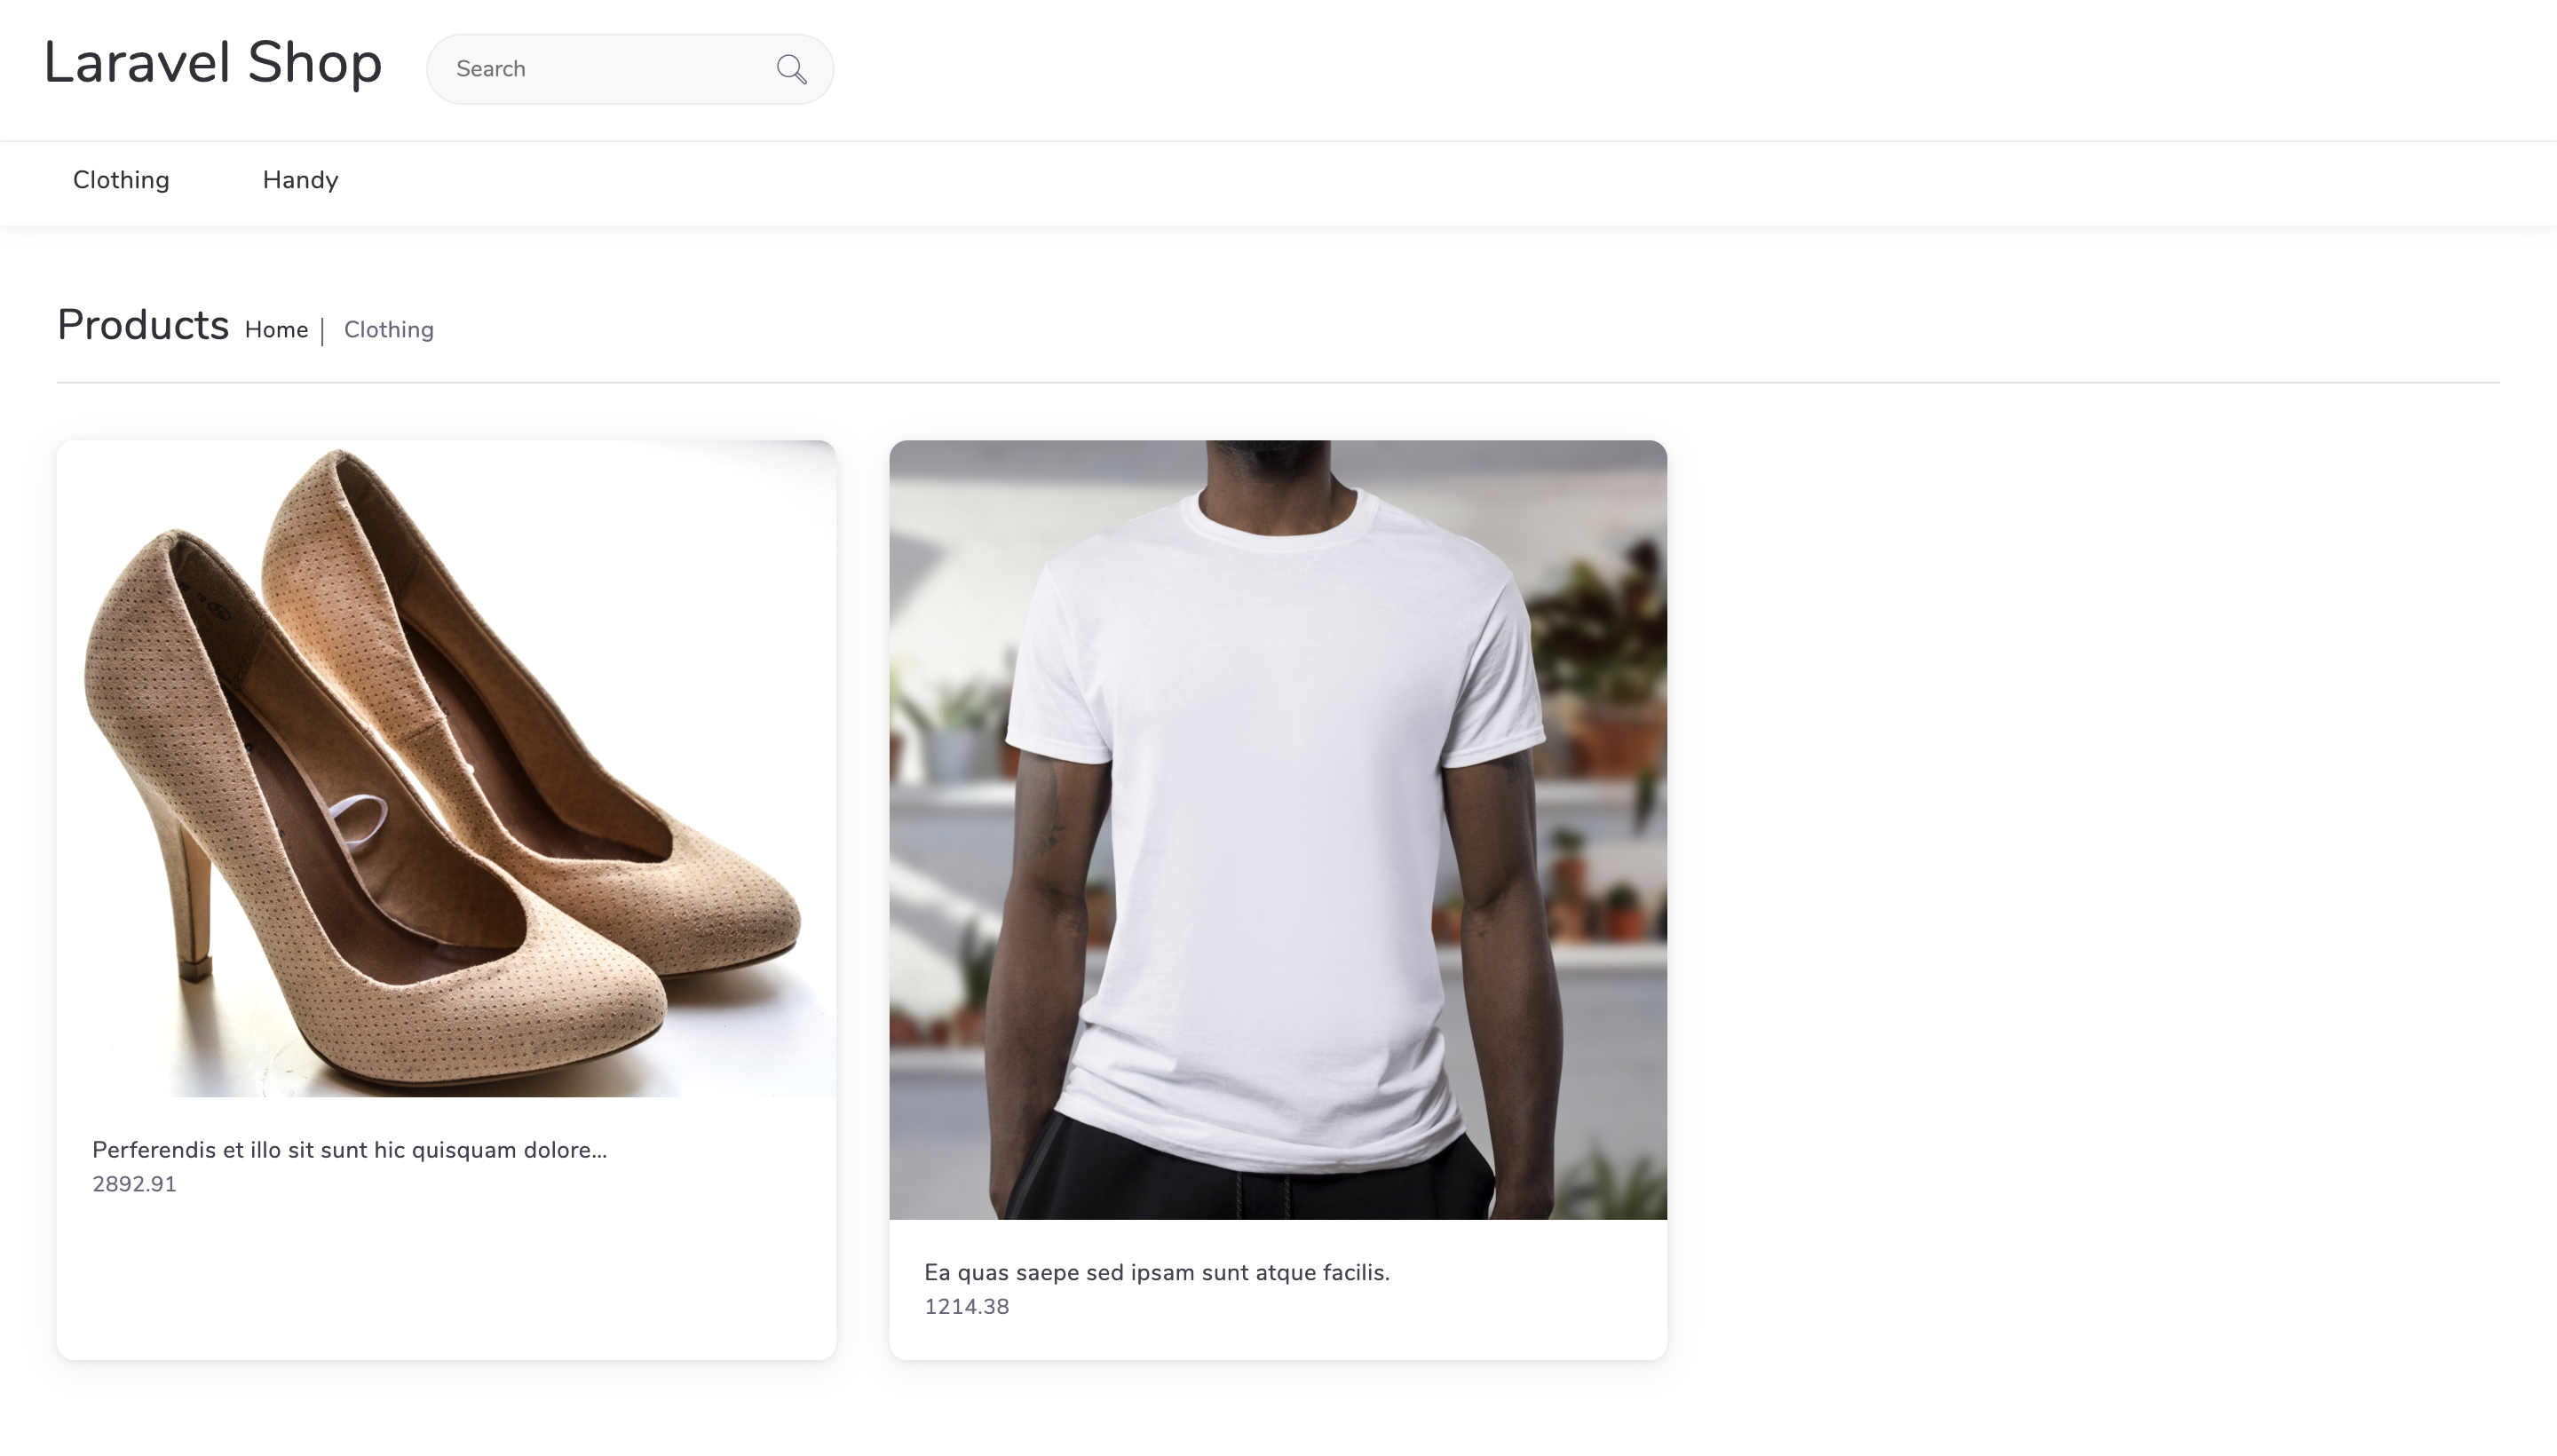 Laravel Shop
Search
Clothing Handy
Products Home | Clothing
Perferendis et illo sit sunt hic quisquam dolore...
2892.91
Ea quas saepe sed ipsam sunt atque facilis.
1214.38